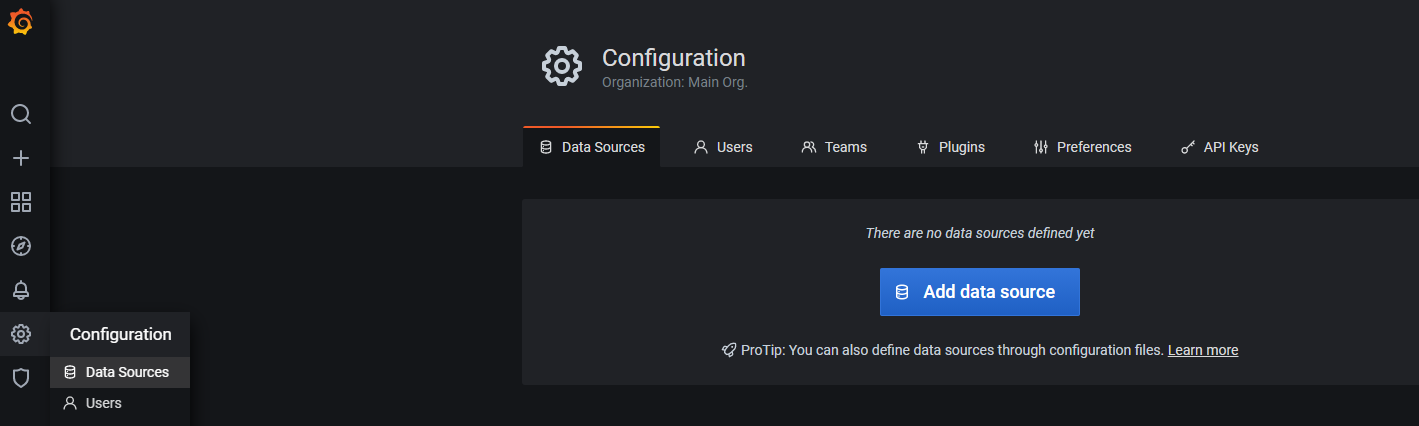 Configuration
Organization: Main Org.
Data Sources Users Teams Plugins Preferences API Keys
There are no data sources defined yet
Add data source
ProTip: You can also define data sources through configuration files. Learn more
Configuration
Data Sources
Users